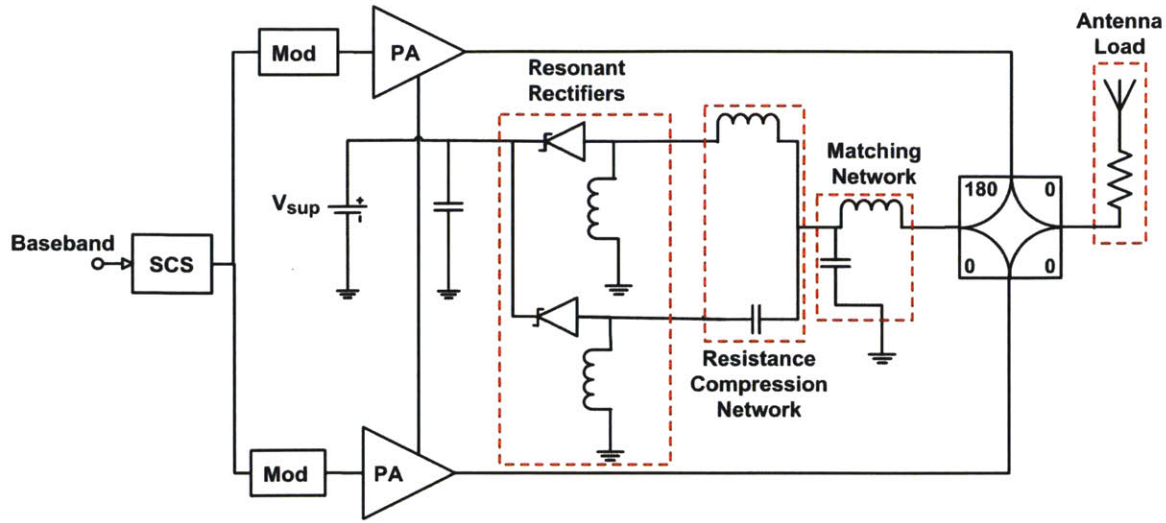 Mod
PA
Resonant
Rectifiers
Antenna
Load
Matching
Network
Vsup
+
-
180
0
0
0
Baseband
SCS
Resistance
Compression
Network
Mod
PA